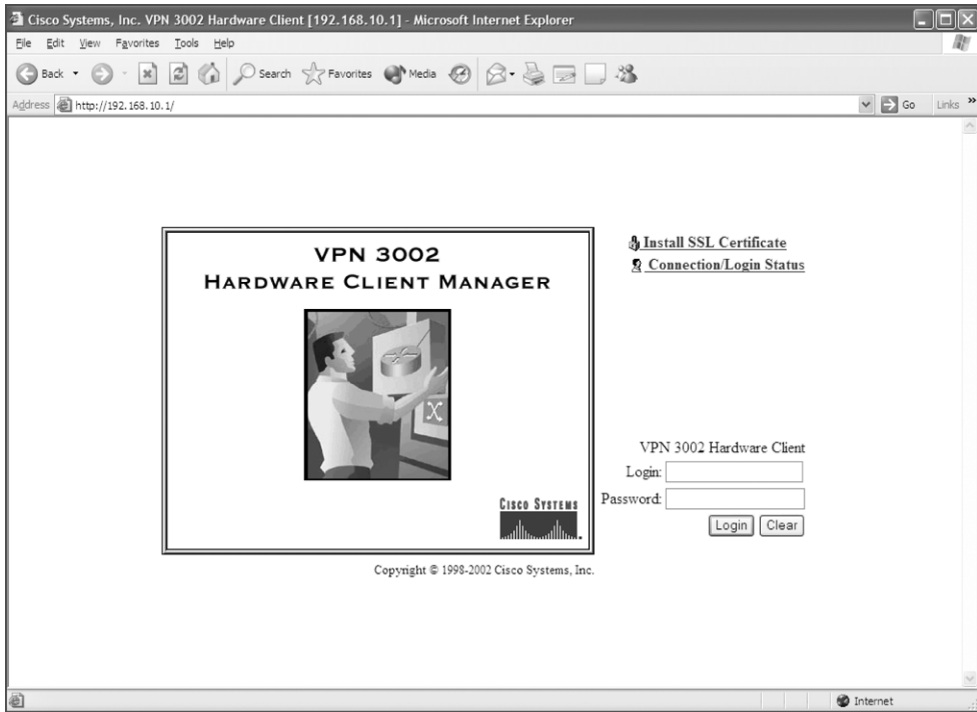 Cisco Systems, Inc. VPN 3002 Hardware Client [192.168.10.1] - Microsoft Internet Explorer
File Edit View Favorites Tools Help
Back Search Favorites Media
Address http://192.168.10.1/ Go Links »
VPN 3002
HARDWARE CLIENT MANAGER
CISCO SYSTEMS
Install SSL Certificate
Connection/Login Status
VPN 3002 Hardware Client
Login:
Password:
Login Clear
Copyright © 1998-2002 Cisco Systems, Inc.
Internet